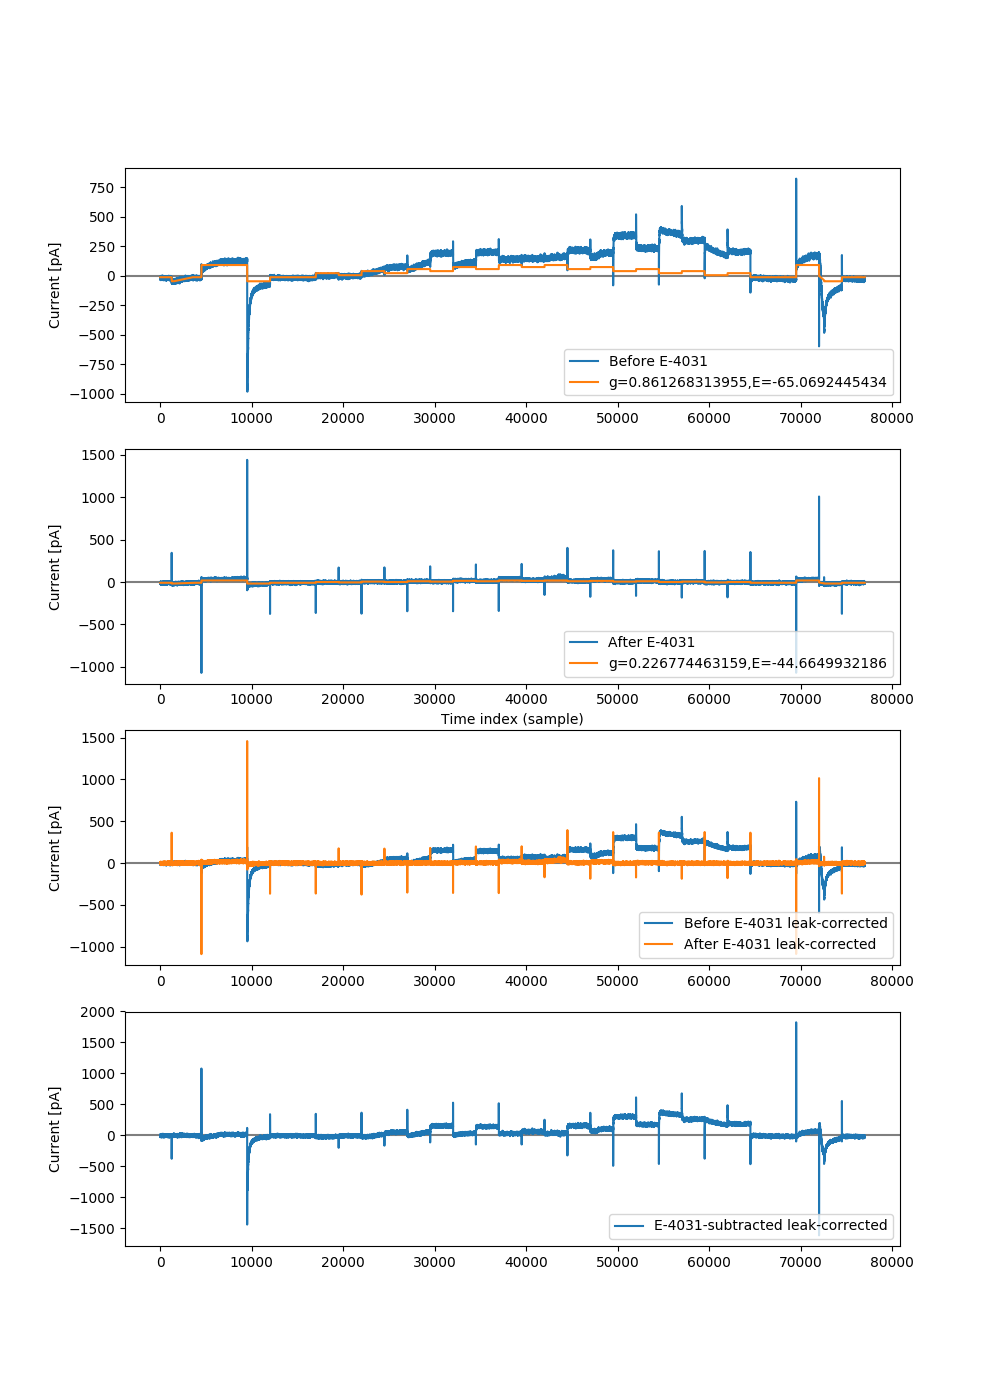 750
500
250
0
−250
−500
−750
−1000
Current [pA]
Before E-4031
g=0.861268313955,E=-65.0692445434
0 10000 20000 30000 40000 50000 60000 70000 80000
1500
1000
500
0
−500
−1000
Current [pA]
After E-4031
g=0.226774463159,E=-44.6649932186
0 10000 20000 30000 40000 50000 60000 70000 80000
Time index (sample)
1500
1000
500
0
−500
−1000
Current [pA]
Before E-4031 leak-corrected
After E-4031 leak-corrected
0 10000 20000 30000 40000 50000 60000 70000 80000
2000
1500
1000
500
0
−500
−1000
−1500
Current [pA]
E-4031-subtracted leak-corrected
0 10000 20000 30000 40000 50000 60000 70000 80000